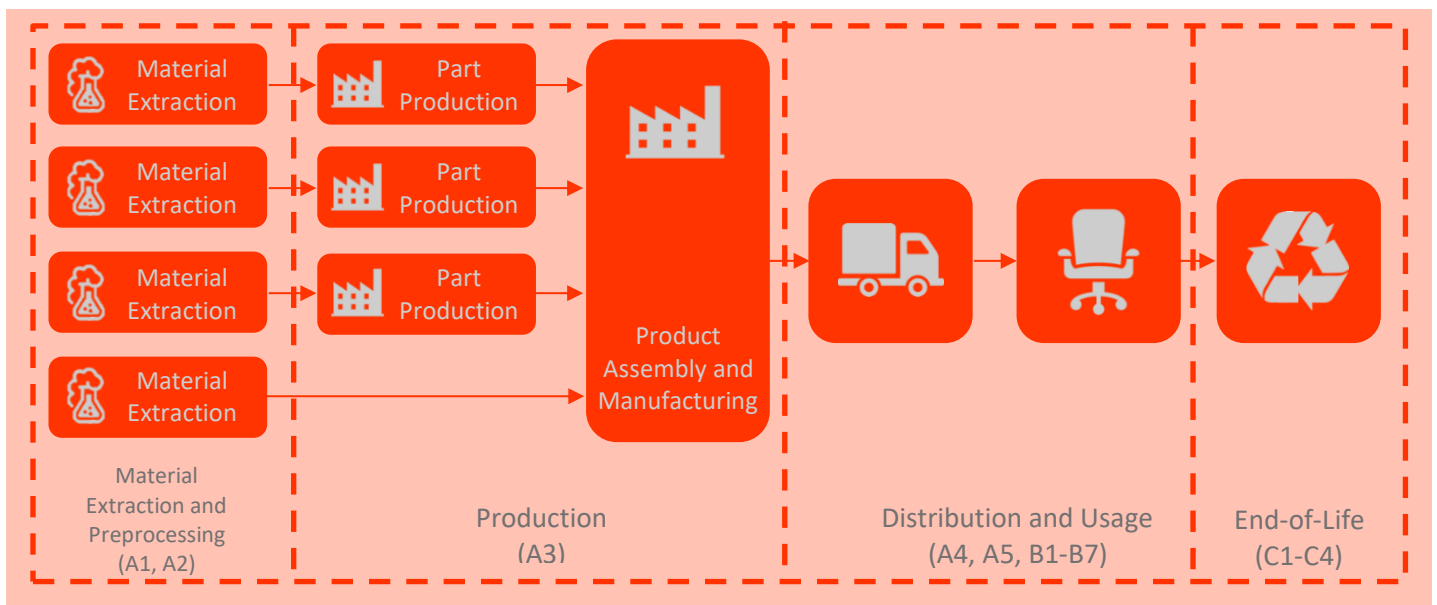 Material
Extraction
Part
Production
Material
Extraction
Part
Production
Material
Extraction
Part
Production
Material
Extraction
Product
Assembly and
Manufacturing
Material
Extraction and
Preprocessing
(A1, A2)
Production
(A3)
Distribution and Usage
(A4, A5, B1-B7)
End-of-Life
(C1-C4)